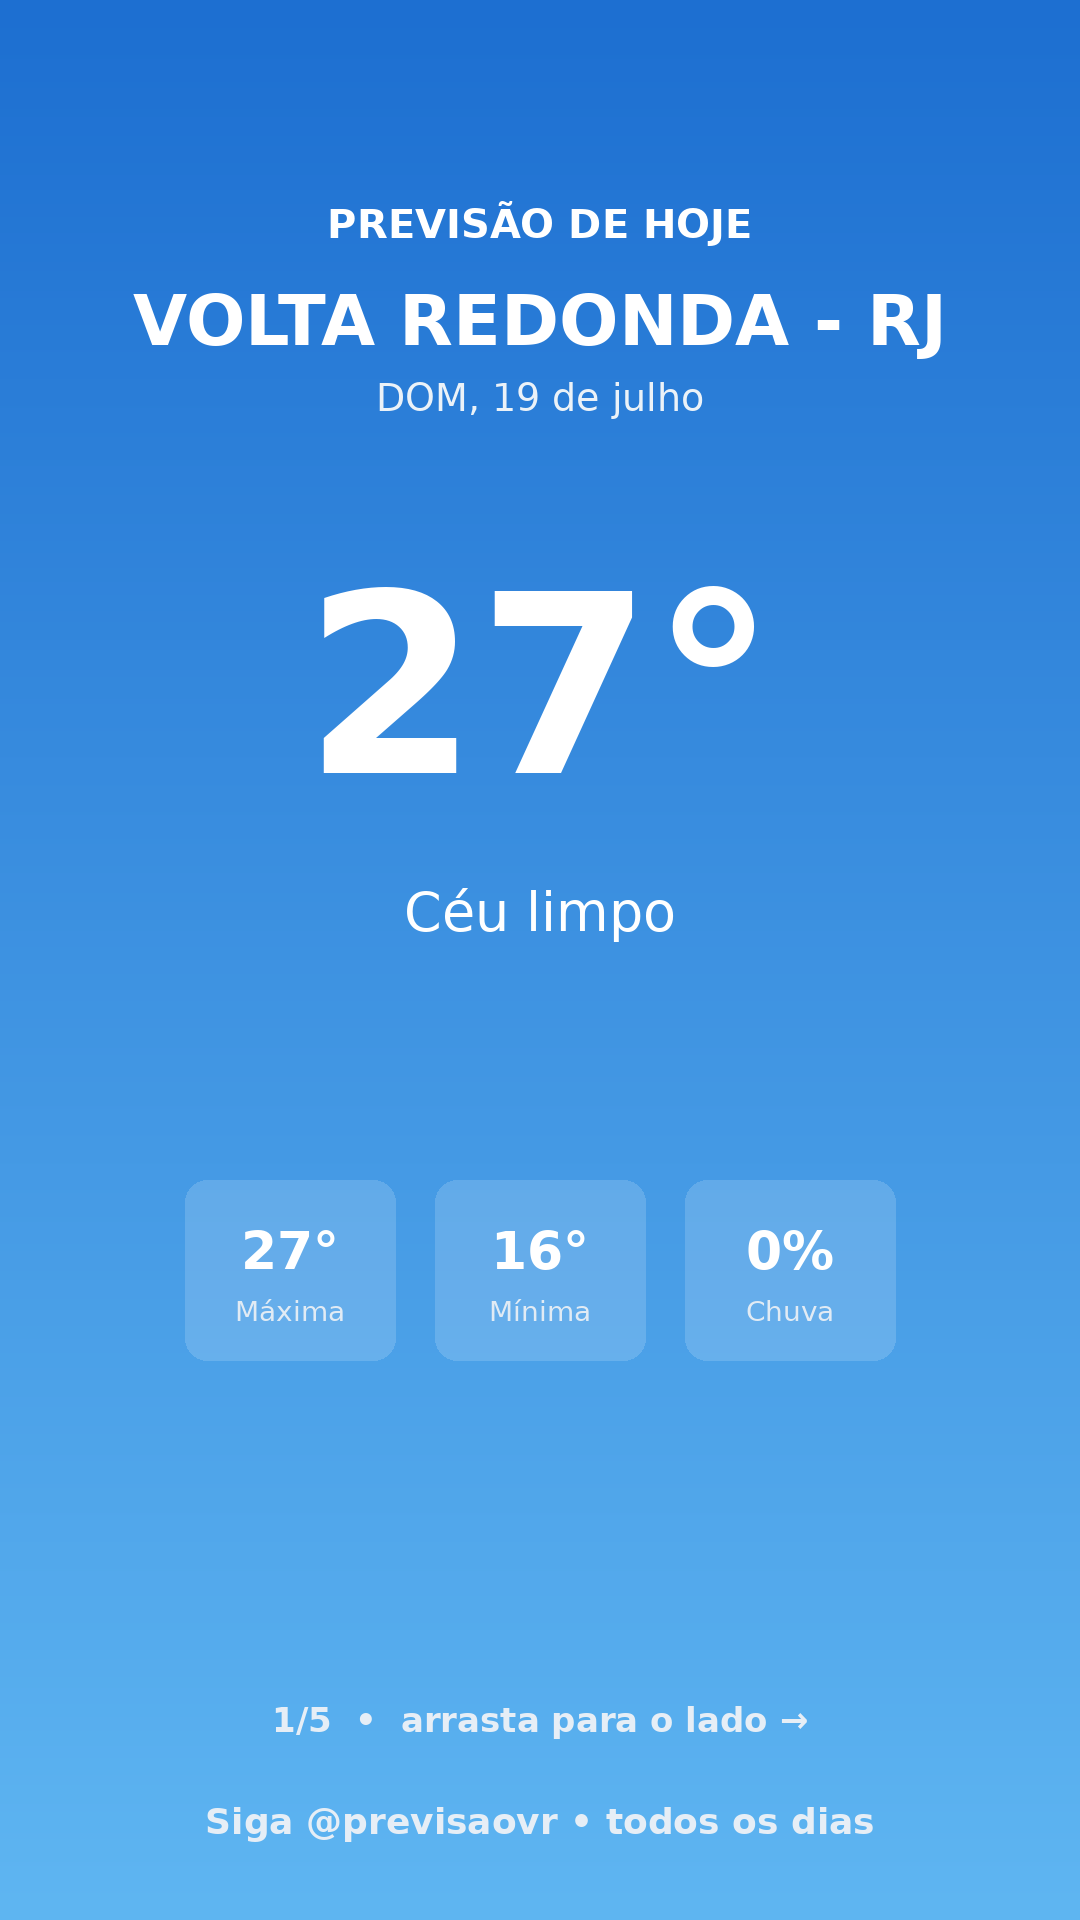 PREVISÃO DE HOJE
VOLTA REDONDA - RJ
DOM, 19 de julho
27°
Céu limpo
27°
Máxima
16°
Mínima
0%
Chuva
1/5 • arrasta para o lado →
Siga @previsaovr • todos os dias